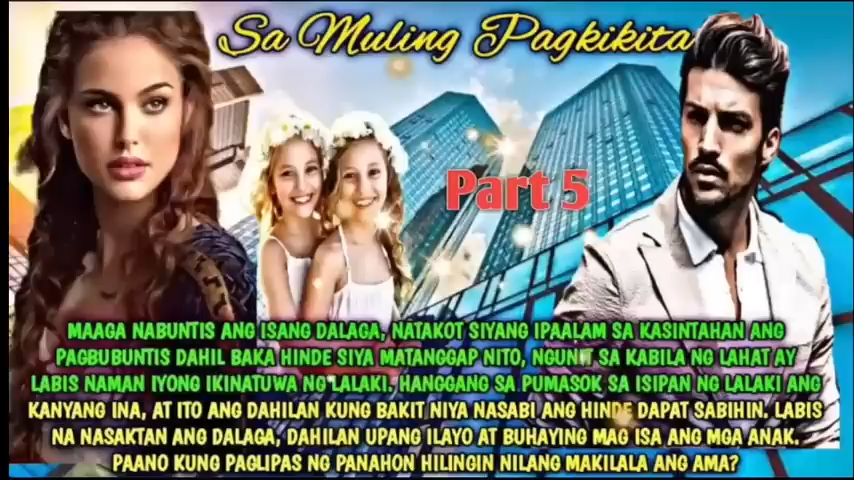 Sa Muling Pagkikita
Part 5
MAAGA NABUNTIS ANG ISANG DALAGA, NATAKOT SIYANG IPAALAM SA KASINTAHAN ANG
PAGBUBUNTIS DAHIL BAKA HINDE SIYA MATANGGAP NITO, NGUNIT SA KABILA NG LAHAT AY
LABIS NAMAN IYONG IKINATUWA NG LALAKI. HANGGANG SA PUMASOK SA ISIPAN NG LALAKI ANG
KANYANG INA, AT ITO ANG DAHILAN KUNG BAKIT NIYA NASABI ANG HINDE DAPAT SABIHIN. LABIS
NA NASAKTAN ANG DALAGA, DAHILAN UPANG ILAYO AT BUHAYING MAG ISA ANG MGA ANAK.
PAANO KUNG PAGLIPAS NG PANAHON HILINGIN NILANG MAKILALA ANG AMA?